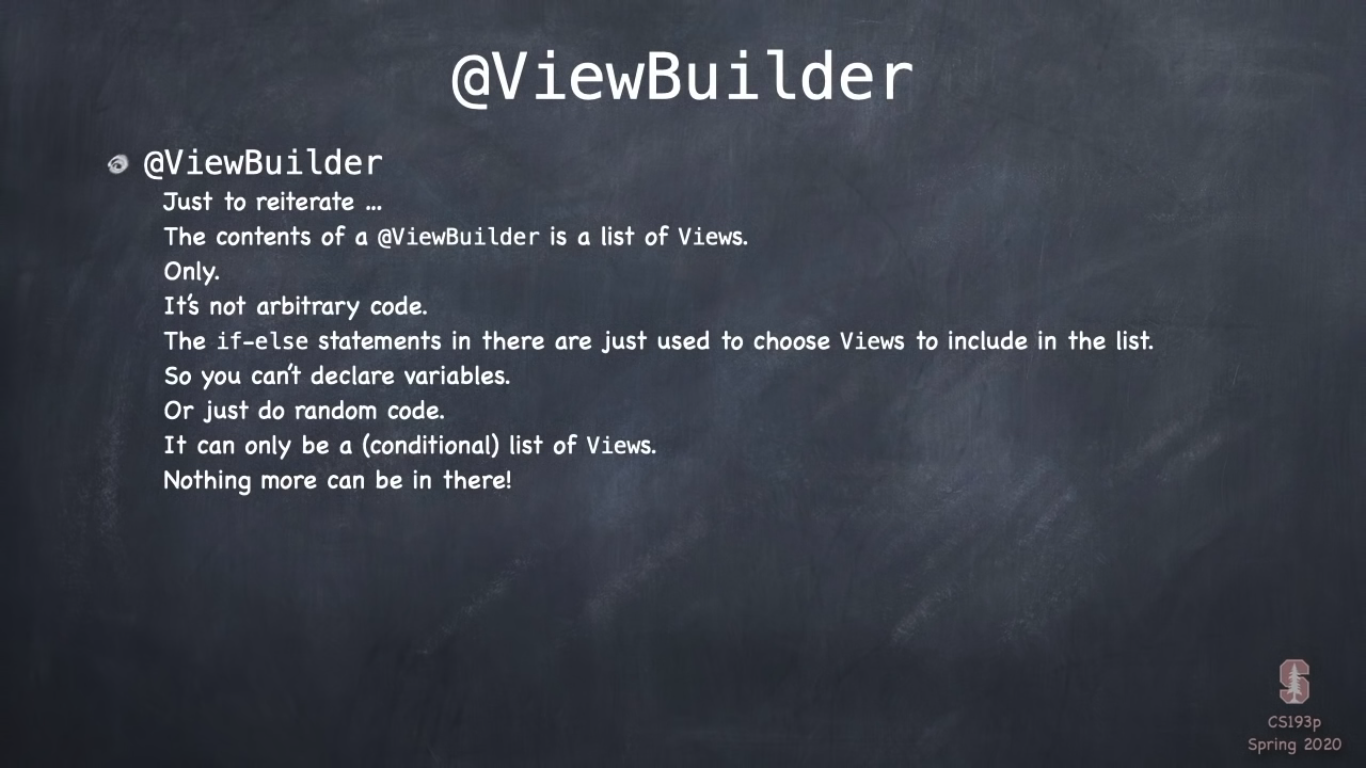 @ViewBuilder
@ViewBuilder
Just to reiterate ...
The contents of a @ViewBuilder is a list of Views.
Only.
It's not arbitrary code.
The if-else statements in there are just used to choose Views to include in the list.
So you can't declare variables.
Or just do random code.
It can only be a (conditional) list of Views.
Nothing more can be in there!
S
CS193p
Spring 2020